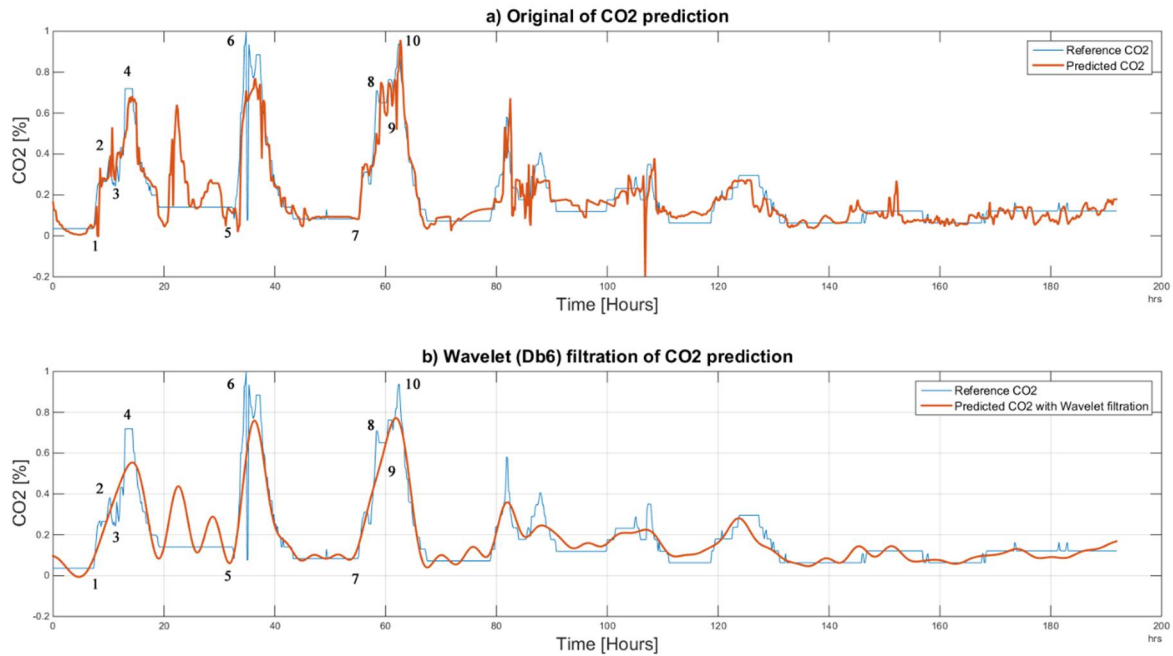 a) Original of CO2 prediction
CO2 [%]
1
0.8
0.6
0.4
0.2
0
-0.2
0 20 40 60 80 100 120 140 160 180 200
Time [Hours]
hrs
Reference CO2
Predicted CO2
1
2
3
4
5
6
7
8
9
10
b) Wavelet (Db6) filtration of CO2 prediction
CO2 [%]
1
0.8
0.6
0.4
0.2
0
-0.2
0 20 40 60 80 100 120 140 160 180 200
Time [Hours]
hrs
Reference CO2
Predicted CO2 with Wavelet filtration
1
2
3
4
5
6
7
8
9
10